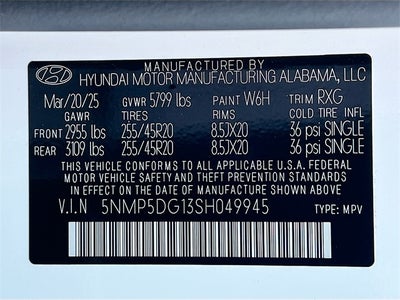 MANUFACTURED BY
HYUNDAI MOTOR MANUFACTURING ALABAMA, LLC
Mar/20/25 GVWR 5799 lbs PAINT W6H TRIM RXG
GAWR TIRES RIMS COLD TIRE INFL
FRONT 2955 lbs 255/45R20 8.5JX20 36 psi SINGLE
REAR 3109 lbs 255/45R20 8.5JX20 36 psi SINGLE
THIS VEHICLE CONFORMS TO ALL APPLICABLE U.S.A. FEDERAL
MOTOR VEHICLE SAFETY AND THEFT PREVENTION STANDARDS
IN EFFECT ON THE DATE OF MANUFACTURE SHOWN ABOVE.
V.I.N 5NMP5DG13SH049945 TYPE: MPV